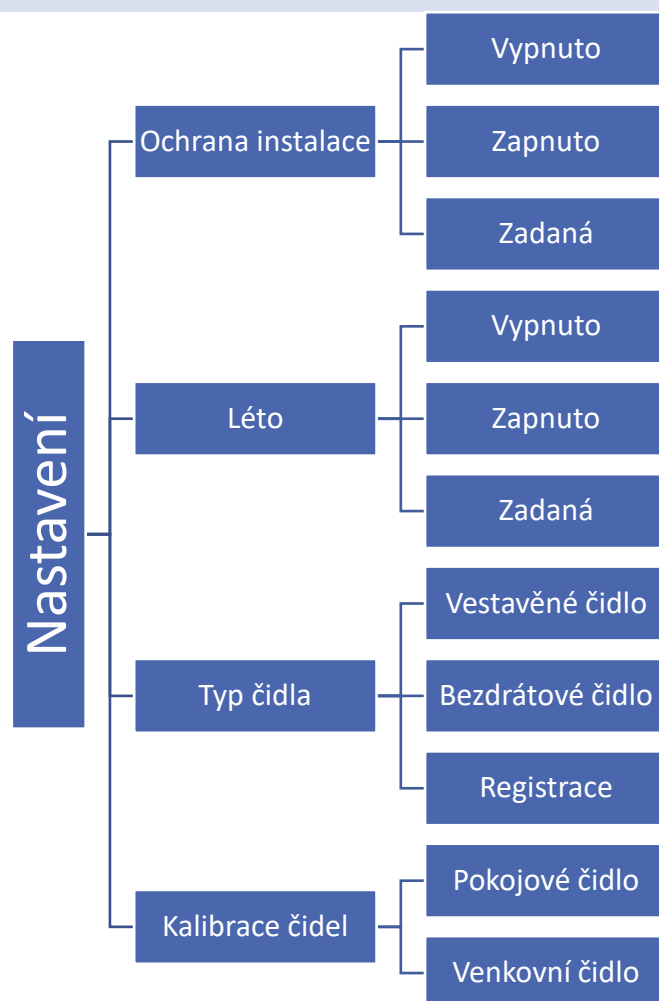 Nastavení
Ochrana instalace
Vypnuto
Zapnuto
Zadaná
Léto
Vypnuto
Zapnuto
Zadaná
Typ čidla
Vestavěné čidlo
Bezdrátové čidlo
Registrace
Kalibrace čidel
Pokojové čidlo
Venkovní čidlo